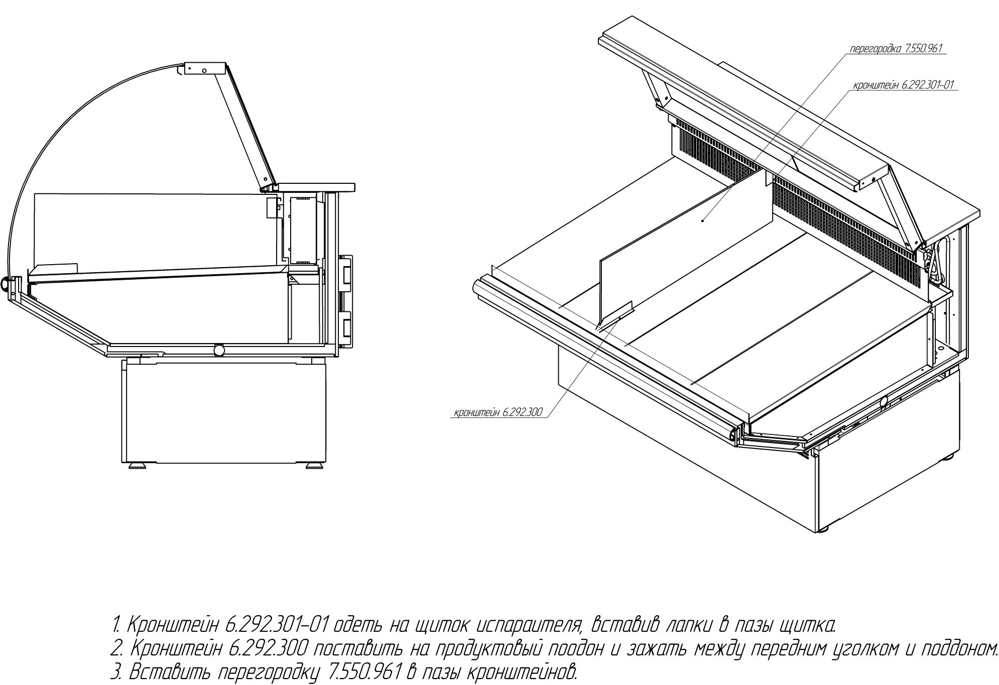 перегородка 7.550.961
кронштейн 6.292.301-01
кронштейн 6.292.300
1. Кронштейн 6.292.301-01 одеть на щиток испараителя, вставив лапки в пазы щитка.
2. Кронштейн 6.292.300 поставить на продуктовый поодон и зажать между передним уголком и поддоном.
3. Вставить перегородку 7.550.961 в пазы кронштейнов.